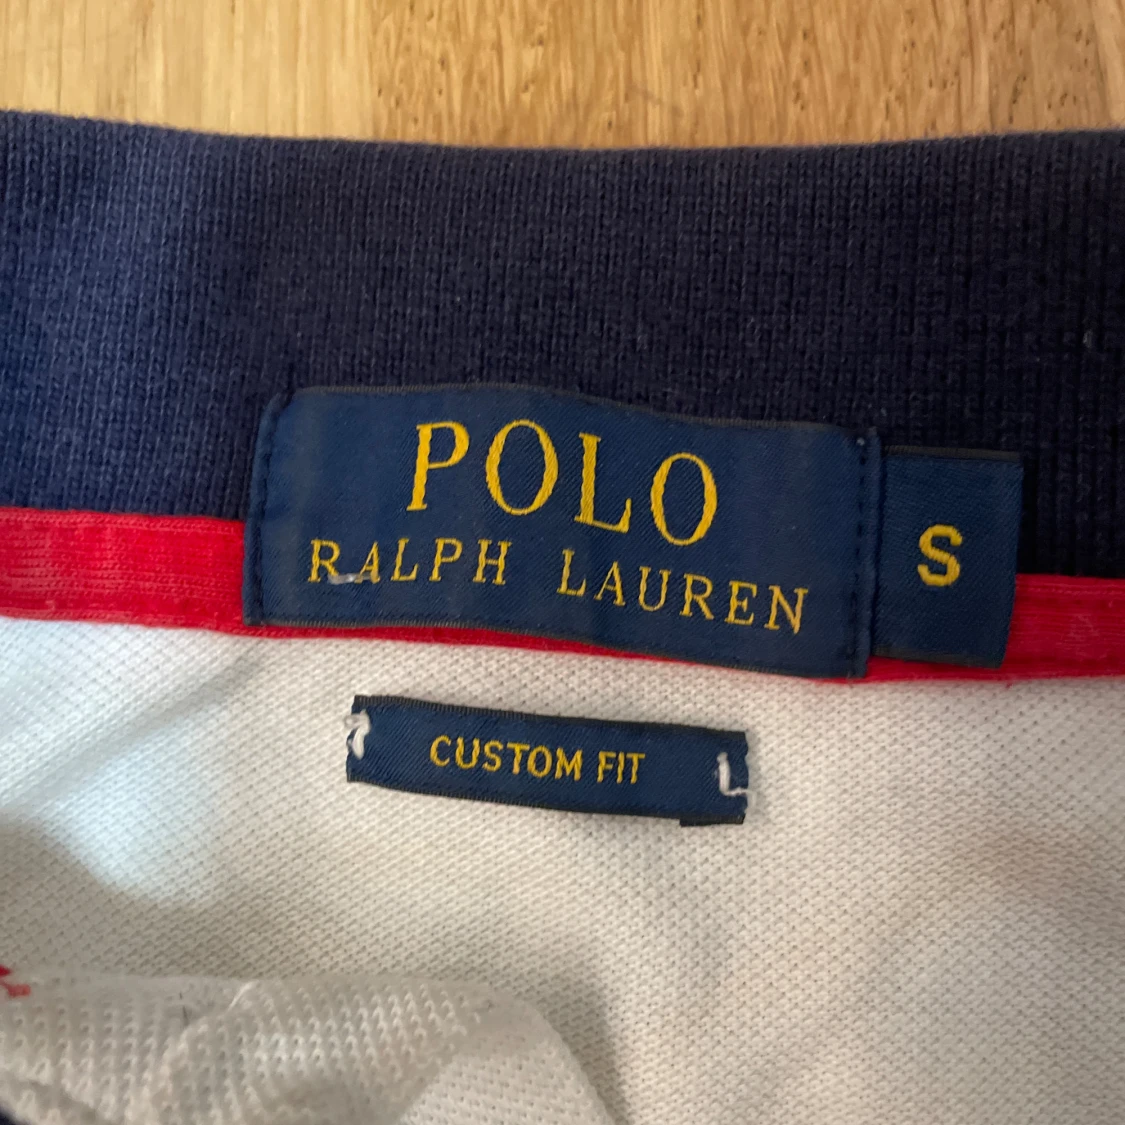 POLO
RALPH LAUREN
S
CUSTOM FIT